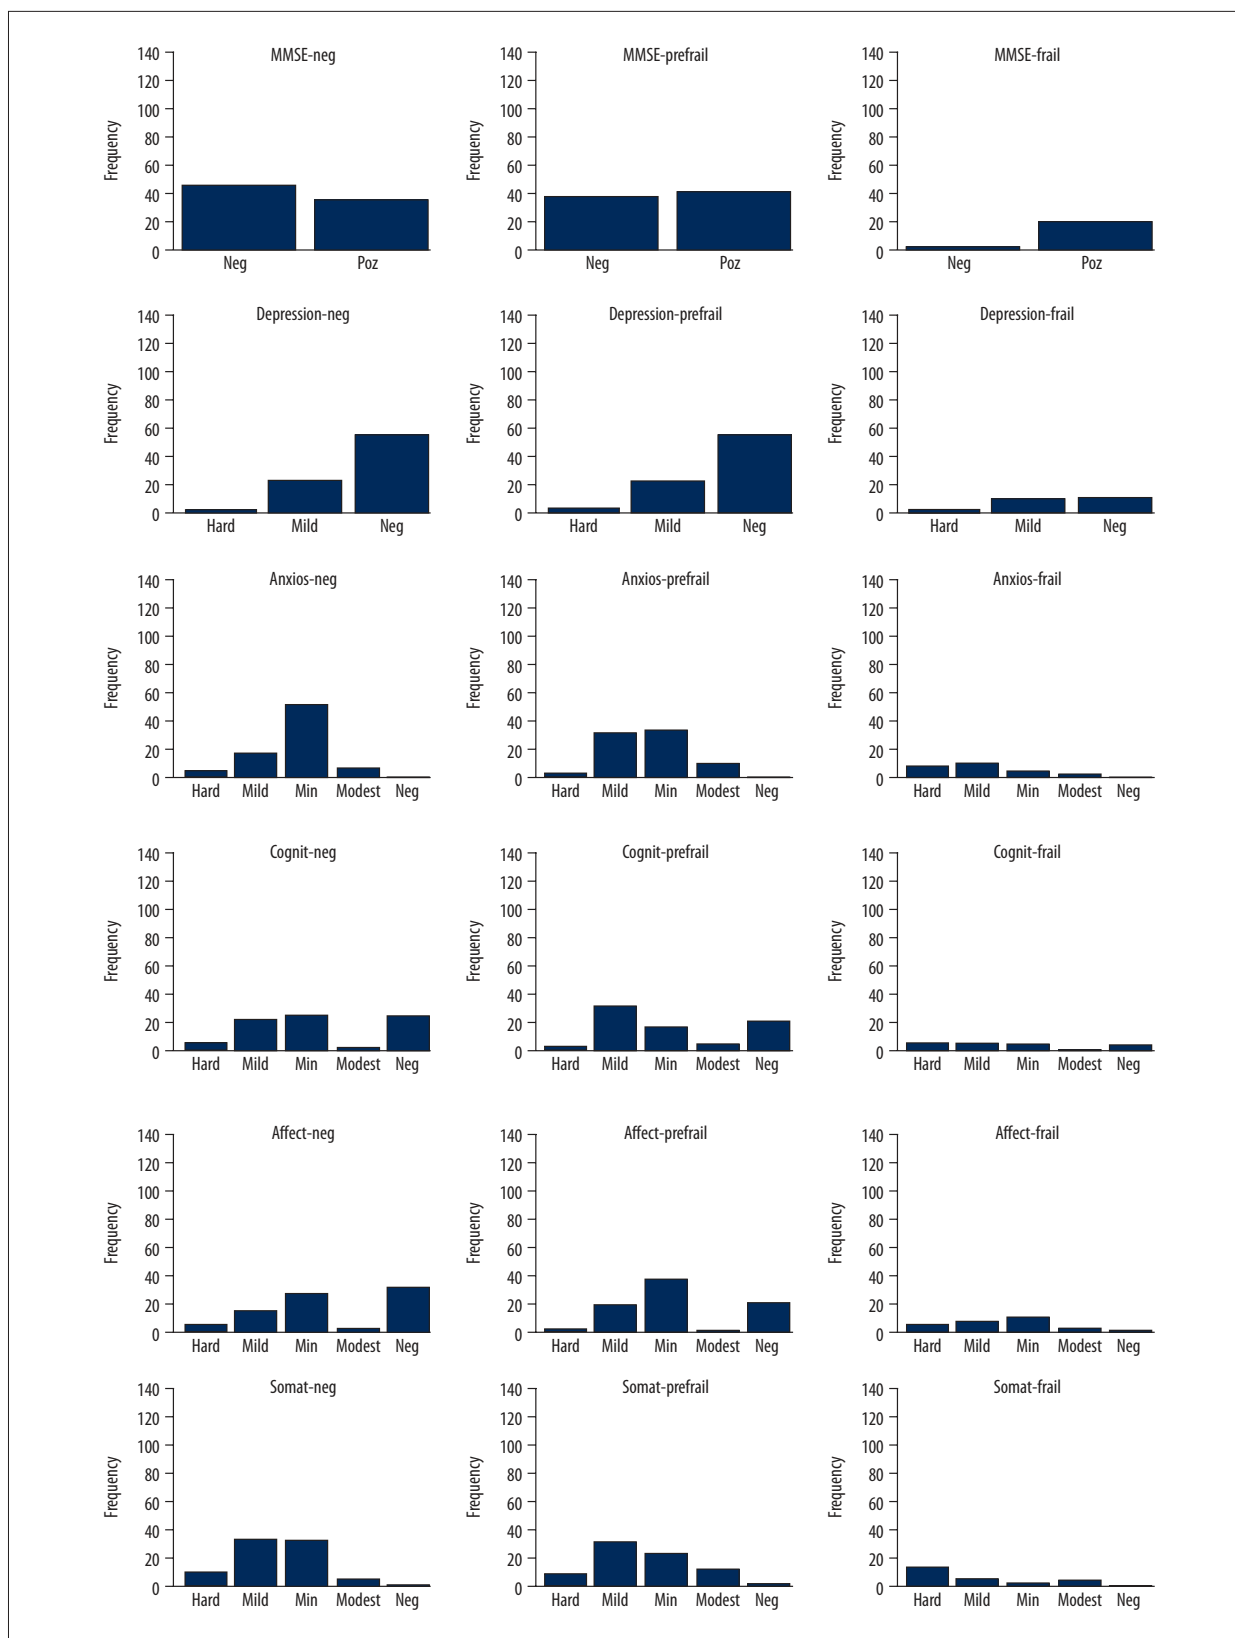 MMSE-neg
Frequency
140
120
100
80
60
40
20
0
Neg Poz
MMSE-prefrail
Frequency
140
120
100
80
60
40
20
0
Neg Poz
MMSE-frail
Frequency
140
120
100
80
60
40
20
0
Neg Poz
Depression-neg
Frequency
140
120
100
80
60
40
20
0
Hard Mild Neg
Depression-prefrail
Frequency
140
120
100
80
60
40
20
0
Hard Mild Neg
Depression-frail
Frequency
140
120
100
80
60
40
20
0
Hard Mild Neg
Anxios-neg
Frequency
140
120
100
80
60
40
20
0
Hard Mild Min Modest Neg
Anxios-prefrail
Frequency
140
120
100
80
60
40
20
0
Hard Mild Min Modest Neg
Anxios-frail
Frequency
140
120
100
80
60
40
20
0
Hard Mild Min Modest Neg
Cognit-neg
Frequency
140
120
100
80
60
40
20
0
Hard Mild Min Modest Neg
Cognit-prefrail
Frequency
140
120
100
80
60
40
20
0
Hard Mild Min Modest Neg
Cognit-frail
Frequency
140
120
100
80
60
40
20
0
Hard Mild Min Modest Neg
Affect-neg
Frequency
140
120
100
80
60
40
20
0
Hard Mild Min Modest Neg
Affect-prefrail
Frequency
140
120
100
80
60
40
20
0
Hard Mild Min Modest Neg
Affect-frail
Frequency
140
120
100
80
60
40
20
0
Hard Mild Min Modest Neg
Somat-neg
Frequency
140
120
100
80
60
40
20
0
Hard Mild Min Modest Neg
Somat-prefrail
Frequency
140
120
100
80
60
40
20
0
Hard Mild Min Modest Neg
Somat-frail
Frequency
140
120
100
80
60
40
20
0
Hard Mild Min Modest Neg